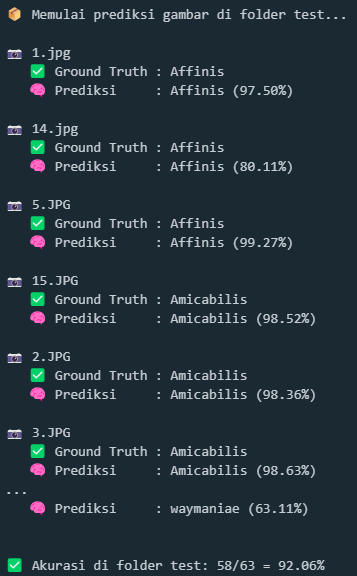 📦 Memulai prediksi gambar di folder test...
📷 1.jpg
✅ Ground Truth : Affinis
🧠 Prediksi     : Affinis (97.50%)
📷 14.jpg
✅ Ground Truth : Affinis
🧠 Prediksi     : Affinis (80.11%)
📷 5.JPG
✅ Ground Truth : Affinis
🧠 Prediksi     : Affinis (99.27%)
📷 15.JPG
✅ Ground Truth : Amicabilis
🧠 Prediksi     : Amicabilis (98.52%)
📷 2.JPG
✅ Ground Truth : Amicabilis
🧠 Prediksi     : Amicabilis (98.36%)
📷 3.JPG
✅ Ground Truth : Amicabilis
🧠 Prediksi     : Amicabilis (98.63%)
...
🧠 Prediksi     : waymaniae (63.11%)
✅ Akurasi di folder test: 58/63 = 92.06%